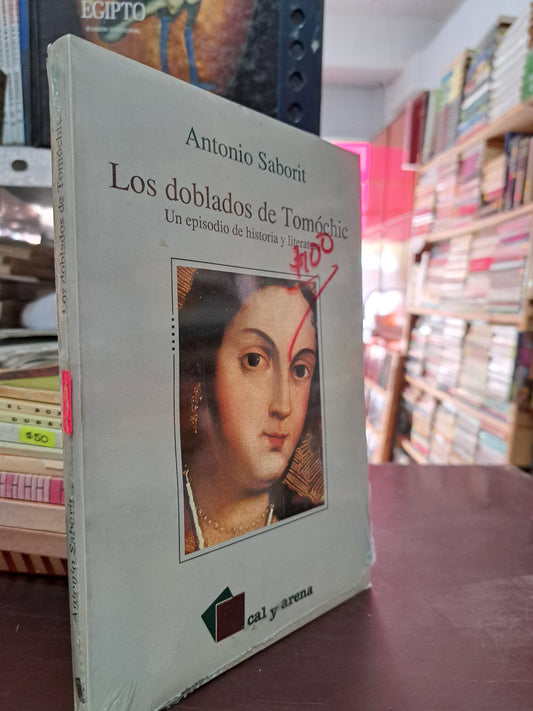 EGIPTO
Antonio Saborit
Los doblados de Tomóchic
Un episodio de historia y literatu
$100
cal y arena
Los doblados de Tomóchic
Antonio Saborit
$50